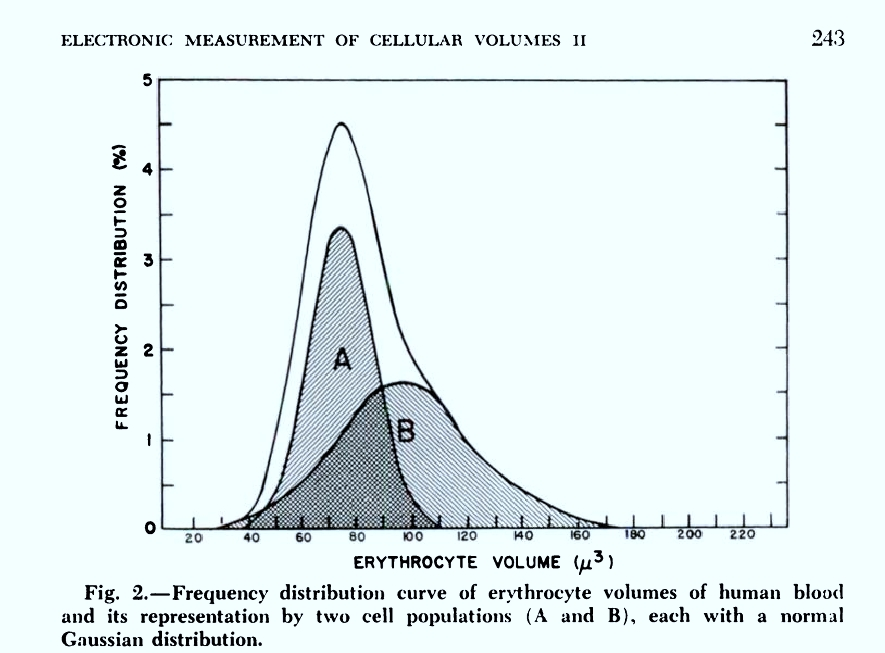 ELECTRONIC MEASUREMENT OF CELLULAR VOLUMES II 243
5
4
3
2
1
0
FREQUENCY DISTRIBUTION (%)
A
B
20 40 60 80 100 120 140 160 180 200 220
ERYTHROCYTE VOLUME (μ³)
Fig. 2.—Frequency distribution curve of erythrocyte volumes of human blood
and its representation by two cell populations (A and B), each with a normal
Gaussian distribution.